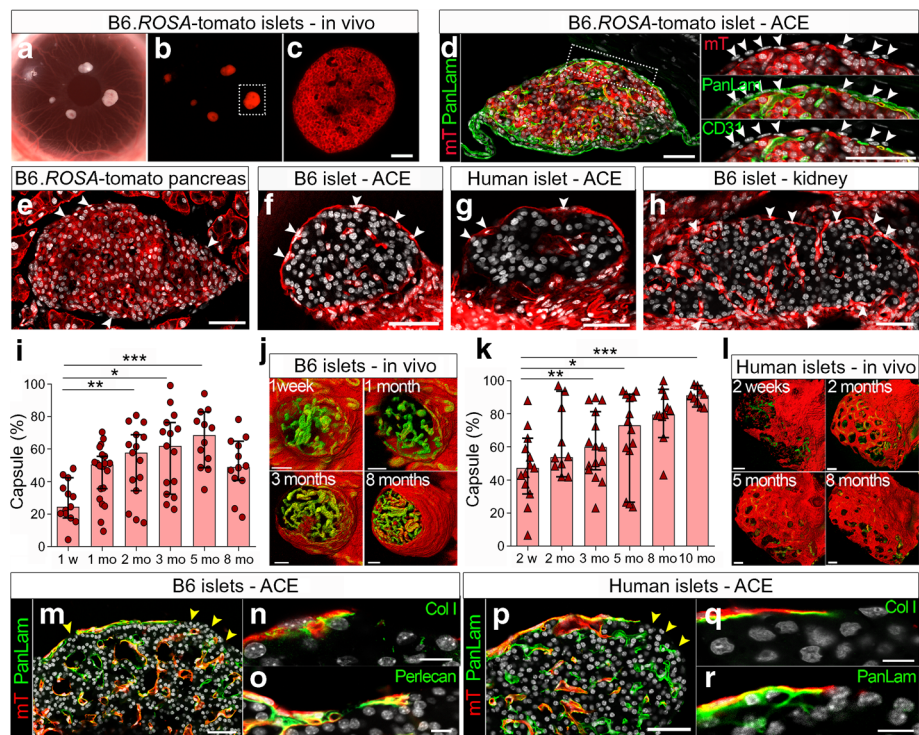 B6.ROSA-tomato islets - in vivo
B6.ROSA-tomato islet - ACE
a
b
c
d
mT PanLam
mT
PanLam
CD31
B6.ROSA-tomato pancreas
B6 islet - ACE
Human islet - ACE
B6 islet - kidney
e
f
g
h
i
***
*
**
Capsule (%)
100
80
60
40
20
0
1 w
1 mo
2 mo
3 mo
5 mo
8 mo
j
B6 islets - in vivo
1week
1 month
3 months
8 months
k
***
*
**
Capsule (%)
100
80
60
40
20
0
2 w
2 mo
3 mo
5 mo
8 mo
10 mo
l
Human islets - in vivo
2 weeks
2 months
5 months
8 months
B6 islets - ACE
Human islets - ACE
m
mT PanLam
n
Col I
o
Perlecan
p
mT PanLam
q
Col I
r
PanLam